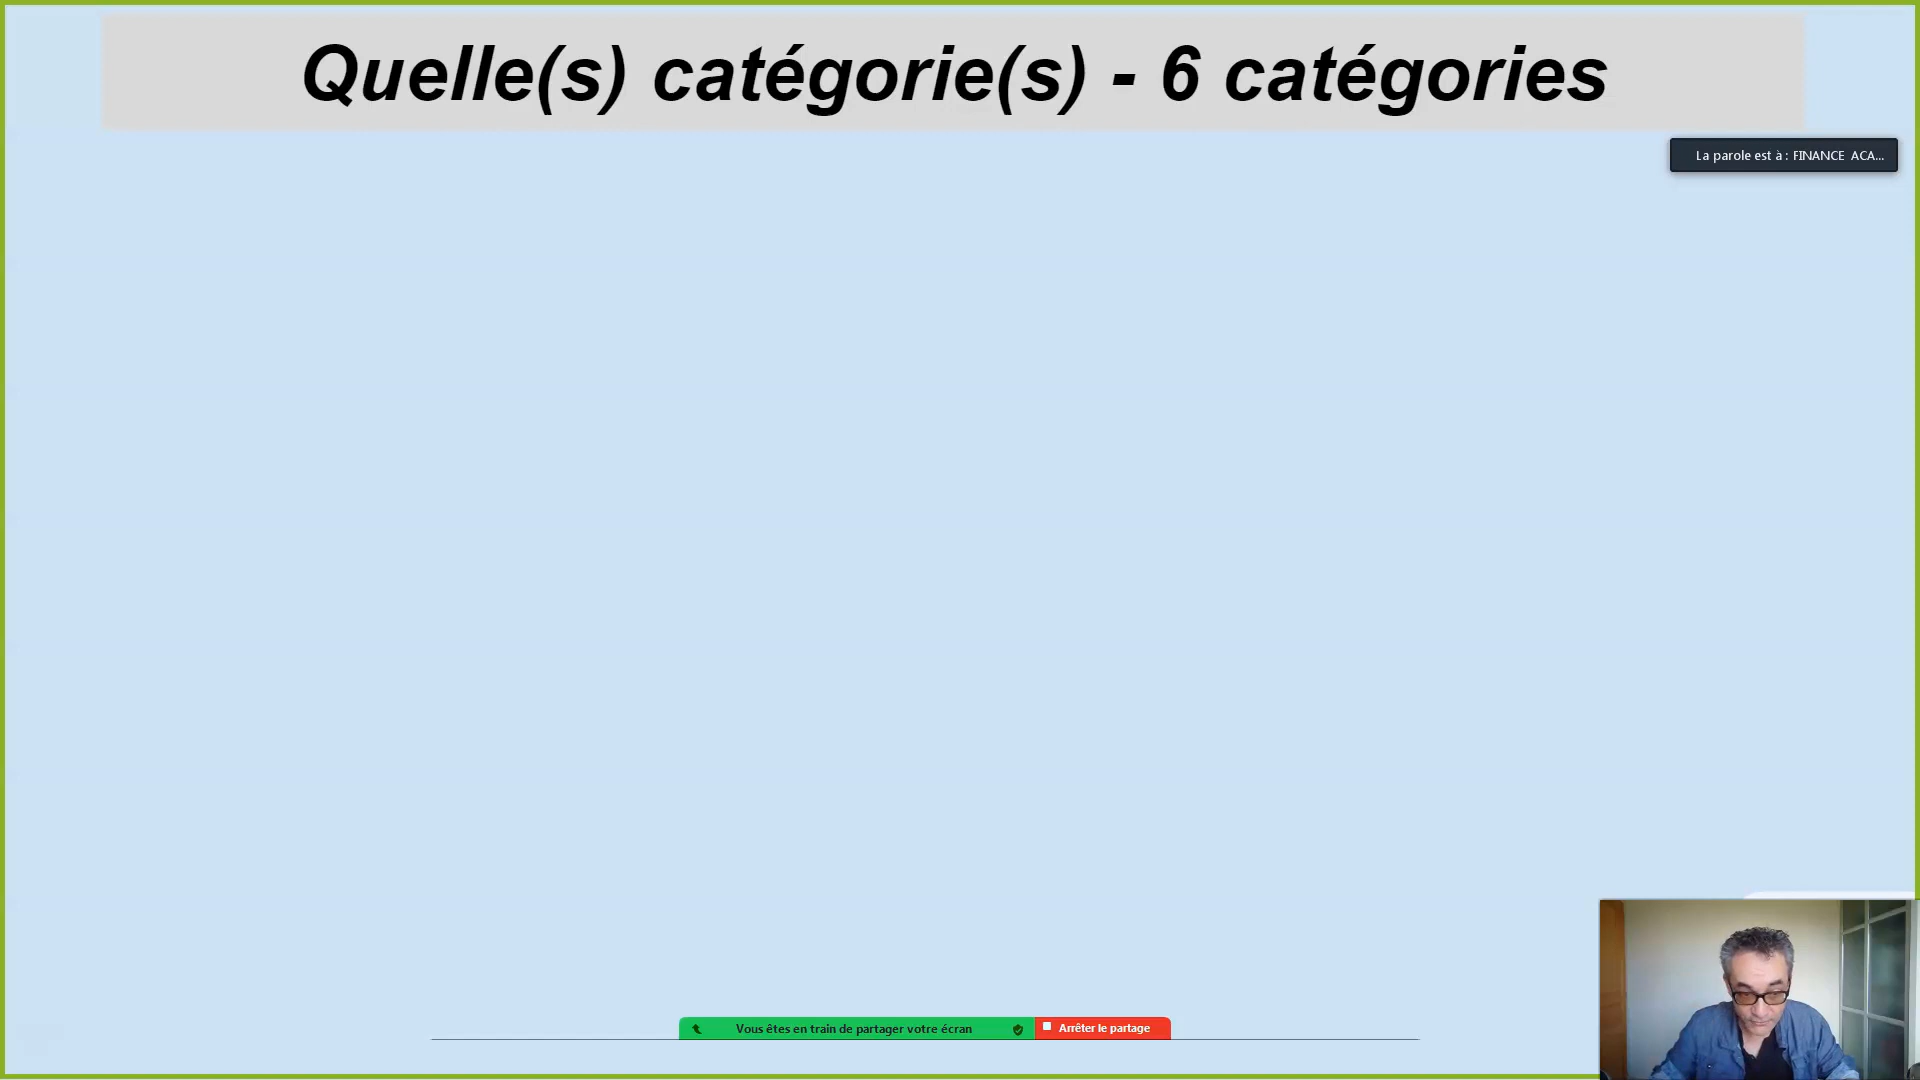 Quelle(s) catégorie(s) - 6 catégories
La parole est à : FINANCE ACA...
Vous êtes en train de partager votre écran
Arrêter le partage